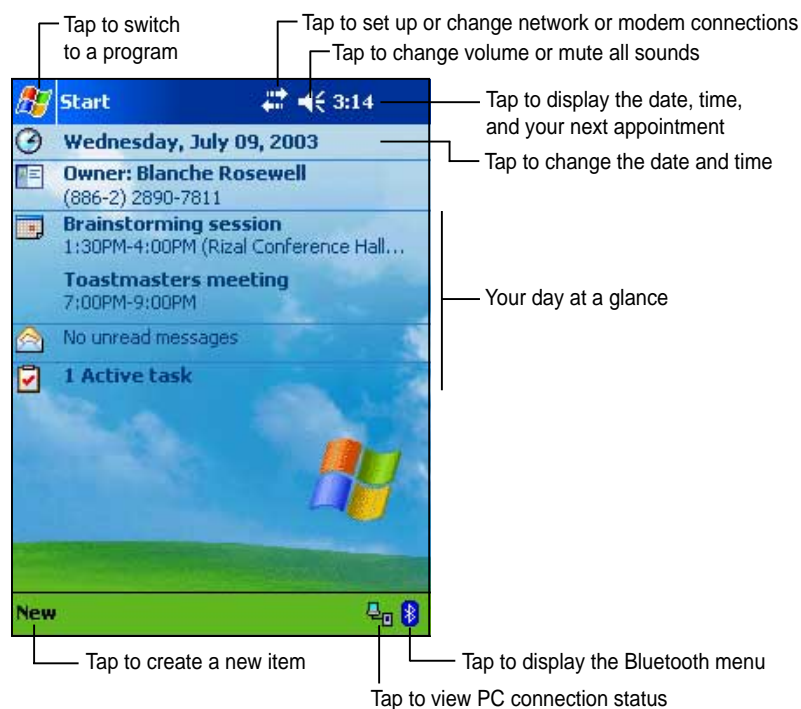 Tap to switch
to a program
Tap to set up or change network or modem connections
Tap to change volume or mute all sounds
Start 3:14
Tap to display the date, time,
and your next appointment
Wednesday, July 09, 2003
Tap to change the date and time
Owner: Blanche Rosewell
(886-2) 2890-7811
Brainstorming session
1:30PM-4:00PM (Rizal Conference Hall...
Toastmasters meeting
7:00PM-9:00PM
Your day at a glance
No unread messages
1 Active task
New
Tap to create a new item
Tap to display the Bluetooth menu
Tap to view PC connection status